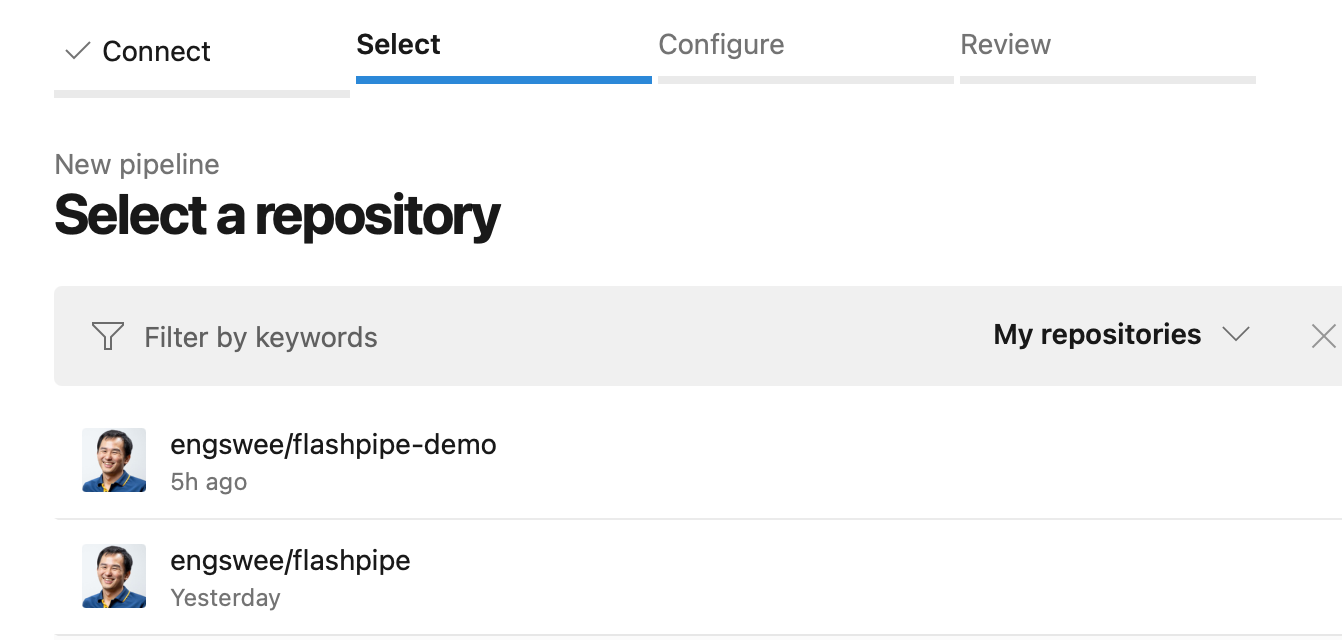 Connect
Select
Configure
Review
New pipeline
Select a repository
Filter by keywords
My repositories
engswee/flashpipe-demo
5h ago
engswee/flashpipe
Yesterday